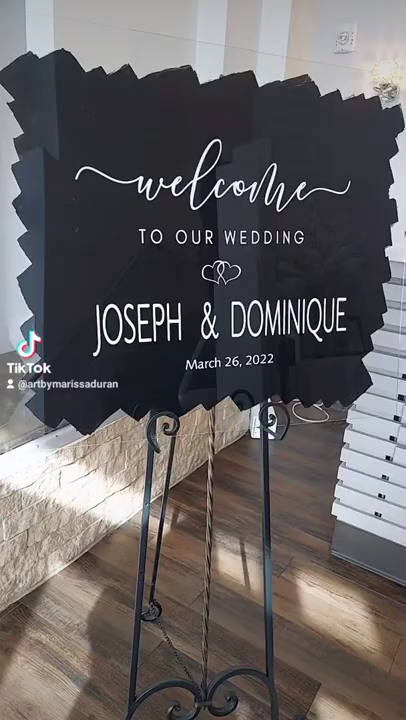 welcome
TO OUR WEDDING
JOSEPH & DOMINIQUE
March 26, 2022
TikTok
@artbymarissaduran